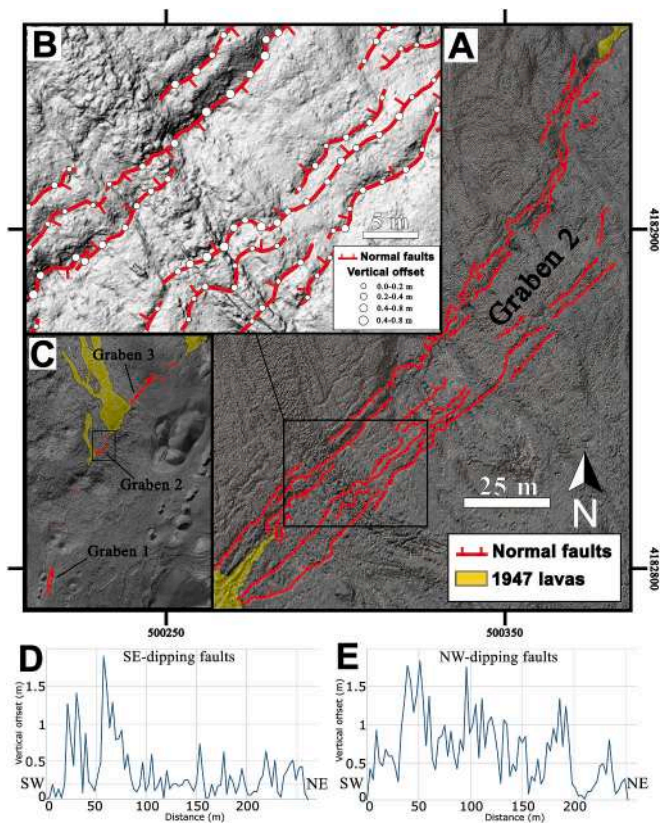 B
A
5 m
Normal faults
Vertical offset
0.0-0.2 m
0.2-0.4 m
0.4-0.8 m
0.4-0.8 m
4182900
Graben 2
C
Graben 3
Graben 2
Graben 1
25 m
N
Normal faults
1947 lavas
4182800
500250
500350
D
SE-dipping faults
Vertical offset (m)
1.5
1
0.5
0
SW
NE
0
50
100
150
200
Distance (m)
E
NW-dipping faults
Vertical offset (m)
1.5
1
0.5
0
SW
NE
0
50
100
150
200
Distance (m)